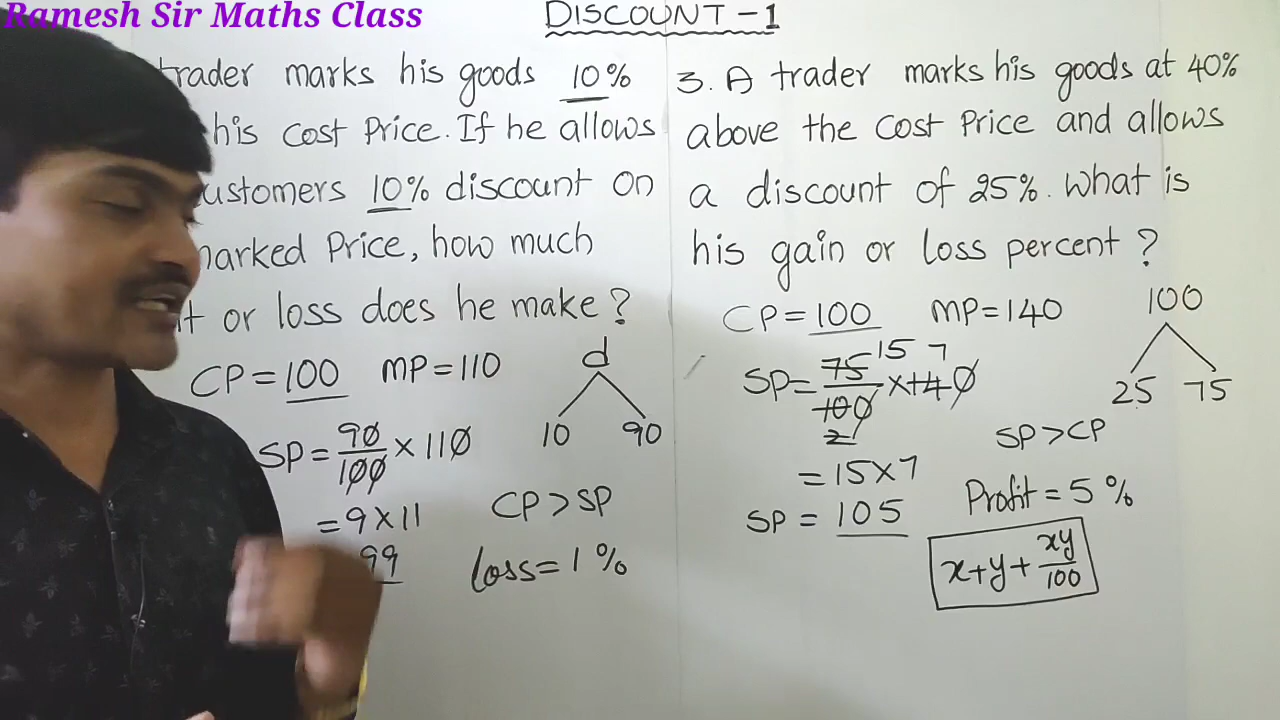 Ramesh Sir Maths Class
DISCOUNT-1
trader marks his goods 10%
his cost Price. If he allows
customers 10% discount on
marked Price, how much
or loss does he make?
CP = 100 MP = 110 d
10 90
SP = 90/100 × 110
= 9 × 11 CP > SP
99 loss = 1%
3. A trader marks his goods at 40%
above the cost Price and allows
a discount of 25%. What is
his gain or loss percent?
CP = 100 MP = 140 100
25 75
15 7
SP = 75/100 × 140
2
SP > CP
= 15 × 7 Profit = 5%
SP = 105
x+y+xy/100